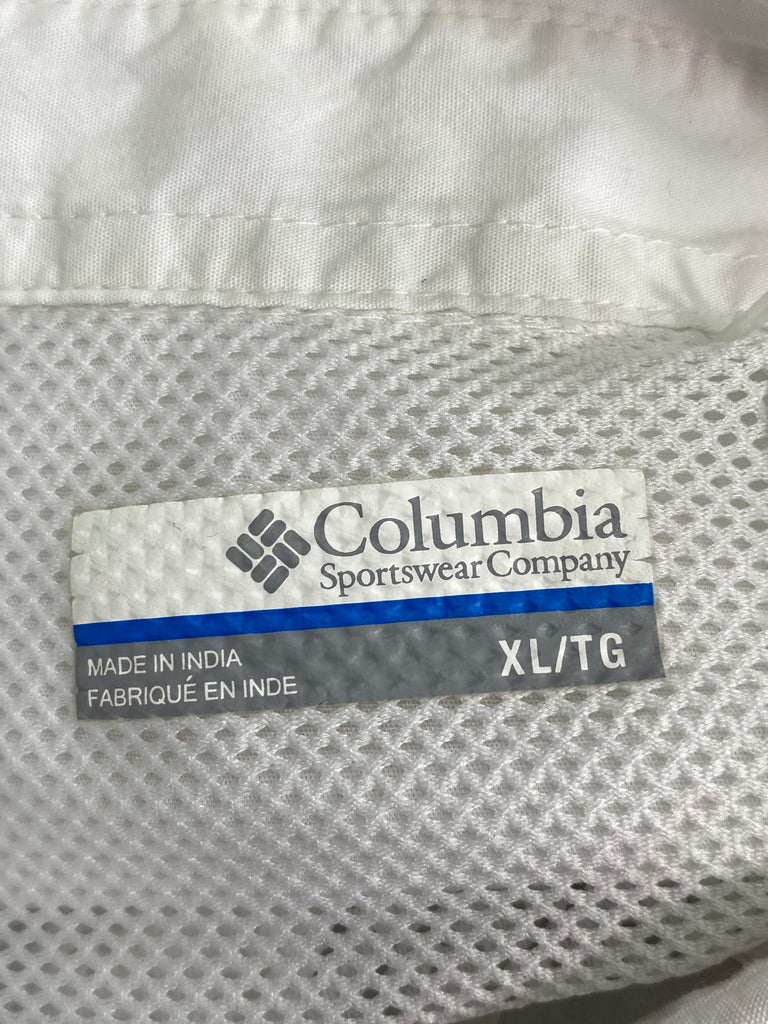 Columbia
Sportswear Company
MADE IN INDIA
FABRIQUÉ EN INDE
XL/TG